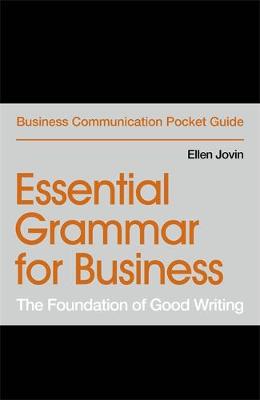 Business Communication Pocket Guide
Ellen Jovin
Essential
Grammar
for Business
The Foundation of Good Writing